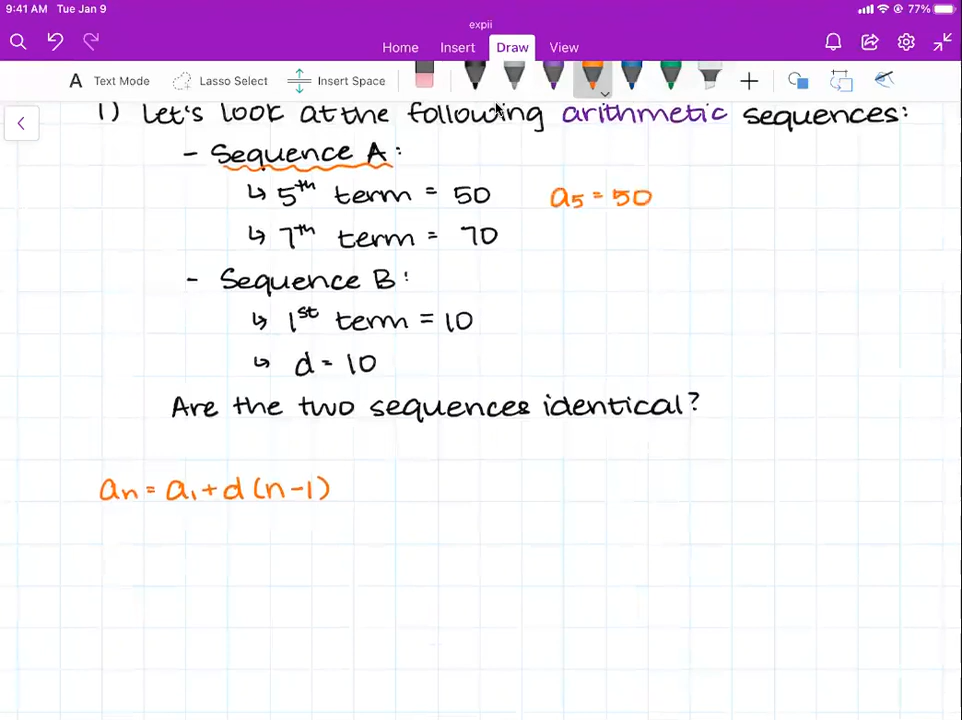 9:41 AM Tue Jan 9
77%
expii
Home Insert Draw View
A Text Mode Lasso Select Insert Space
1) Let's look at the following arithmetic sequences:
- Sequence A:
↳ 5th term = 50 a5 = 50
↳ 7th term = 70
- Sequence B:
↳ 1st term = 10
↳ d = 10
Are the two sequences identical?
an = a1 + d (n-1)